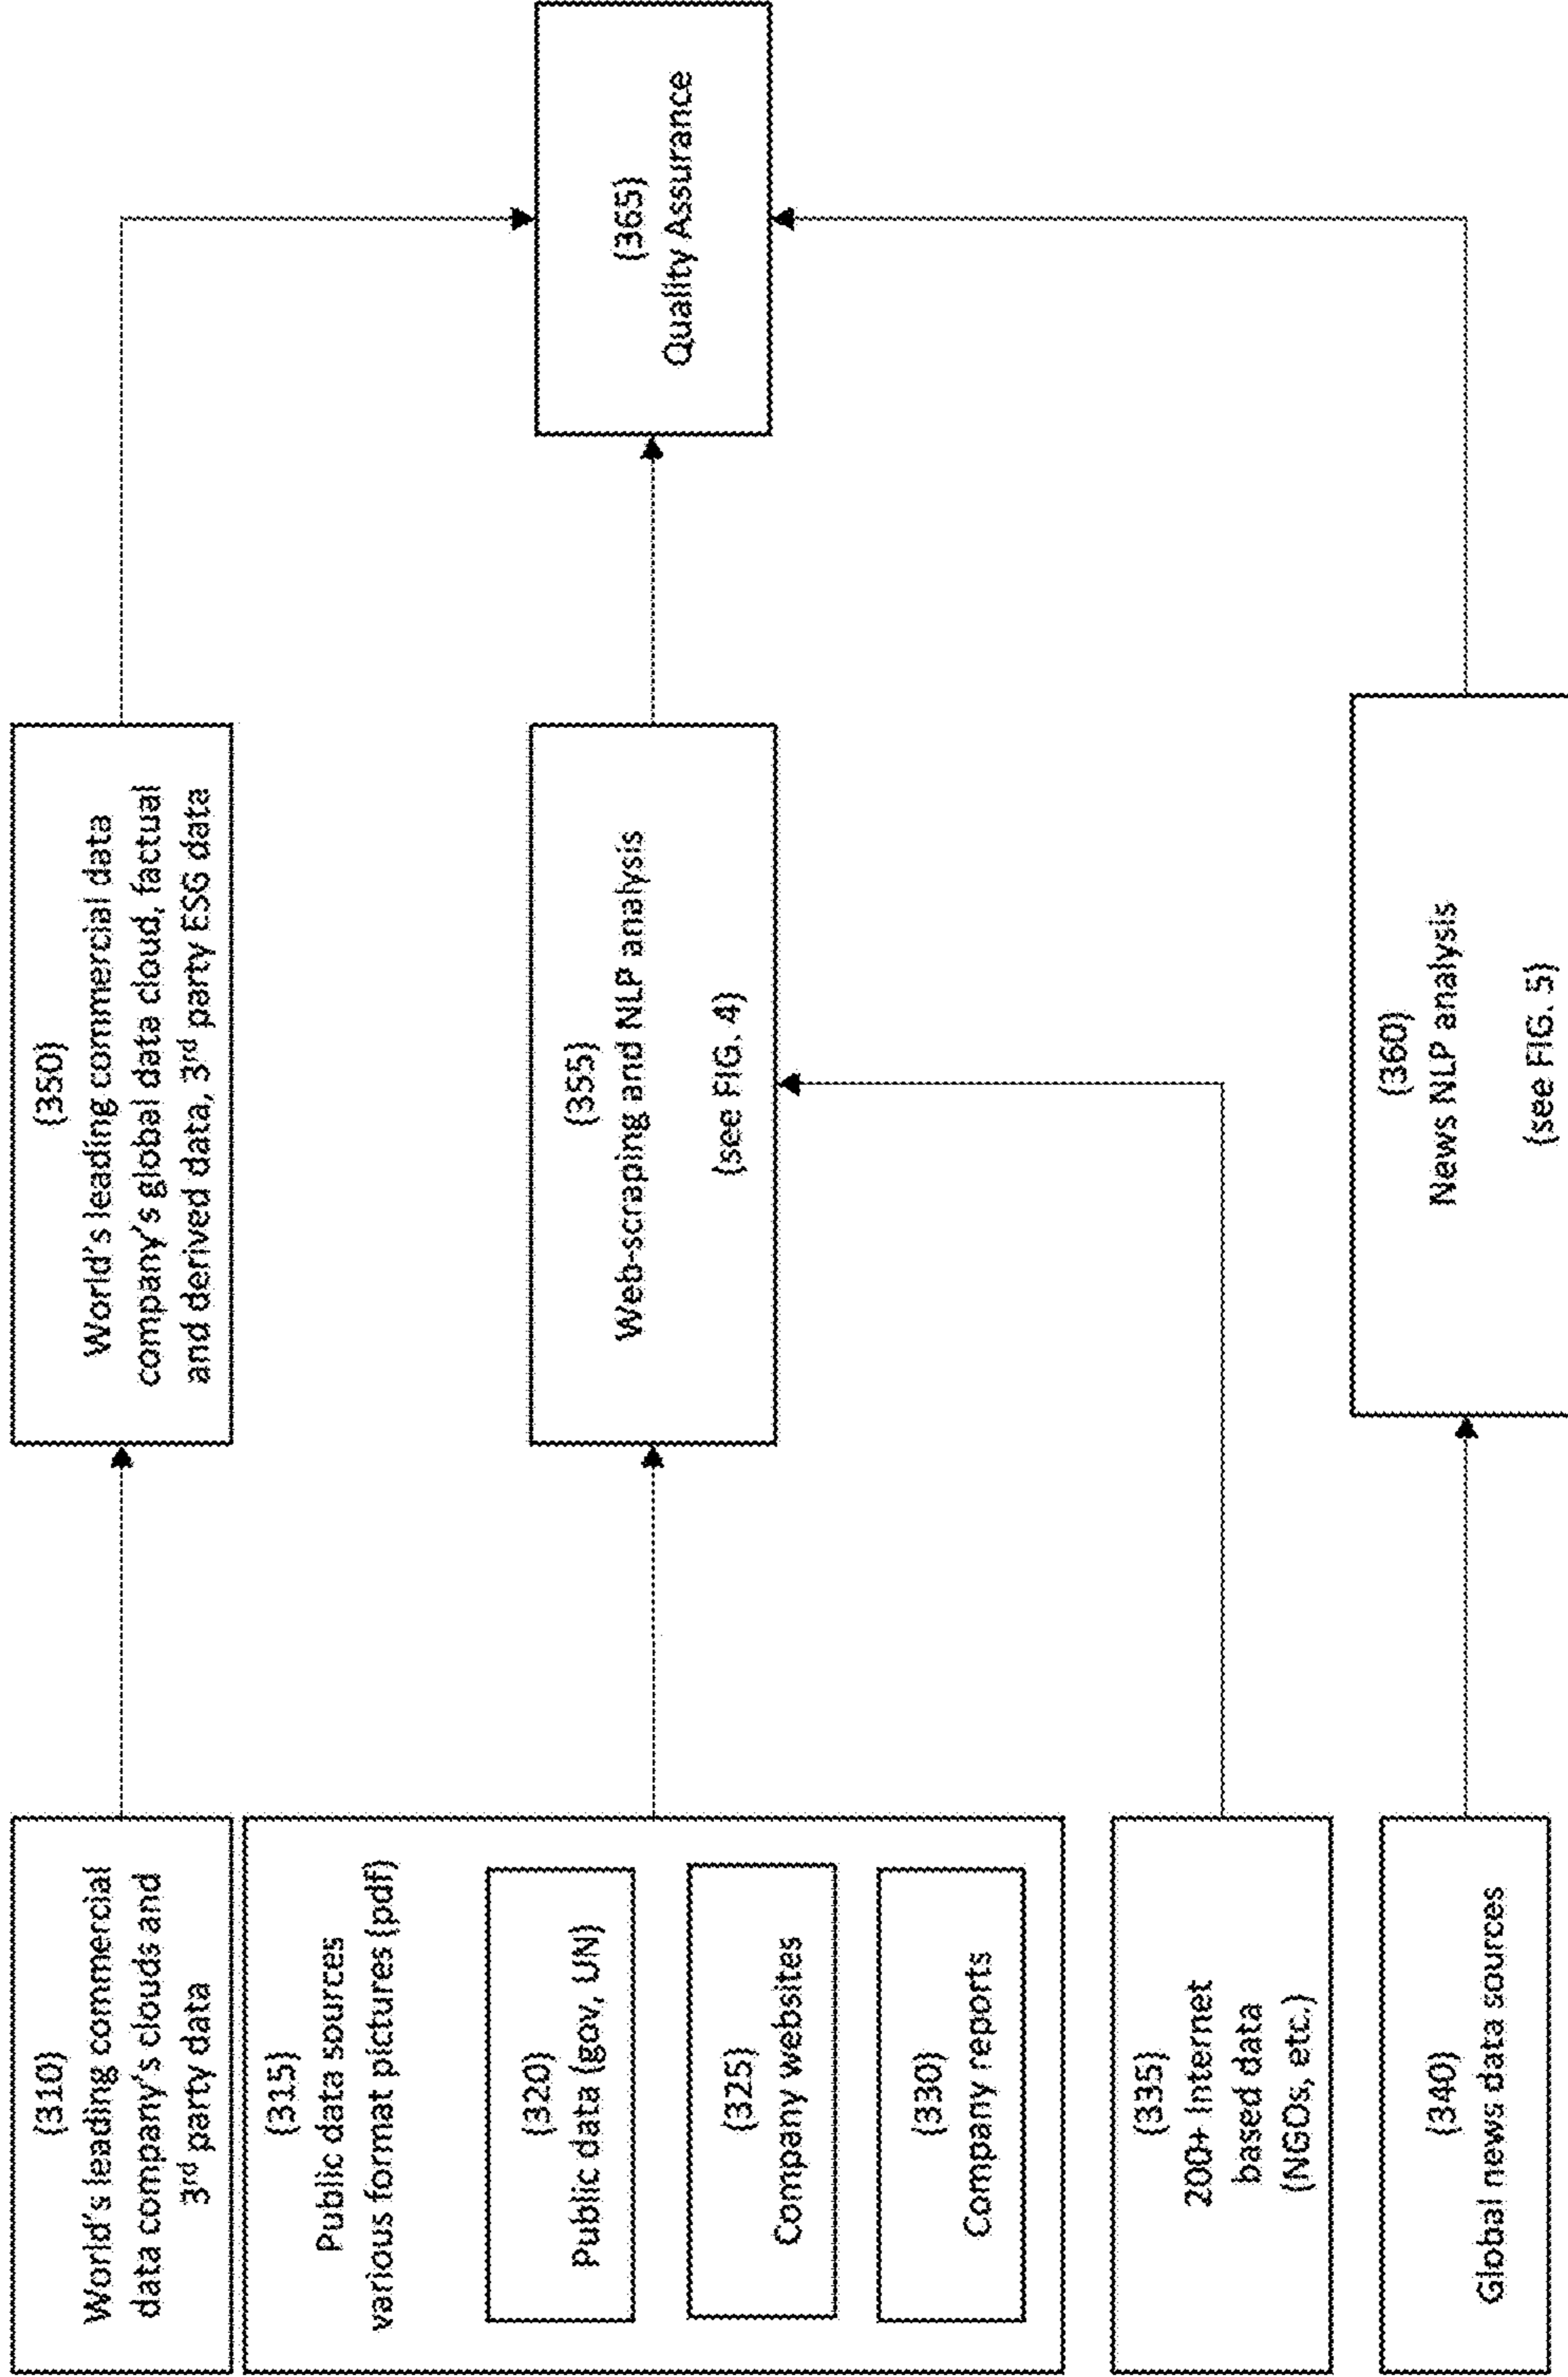 (310)
World's leading commercial
data company's clouds and
3rd party data
(315)
Public data sources
various format pictures (pdf)
(320)
Public data (gov, UN)
(325)
Company websites
(330)
Company reports
(335)
200+ Internet
based data
(NGOs, etc.)
(340)
Global news data sources
(350)
World's leading commercial data
company's global data cloud, factual
and derived data, 3rd party ESG data
(355)
Web-scraping and NLP analysis
(see FIG. 4)
(360)
News NLP analysis
(see FIG. 5)
(365)
Quality Assurance